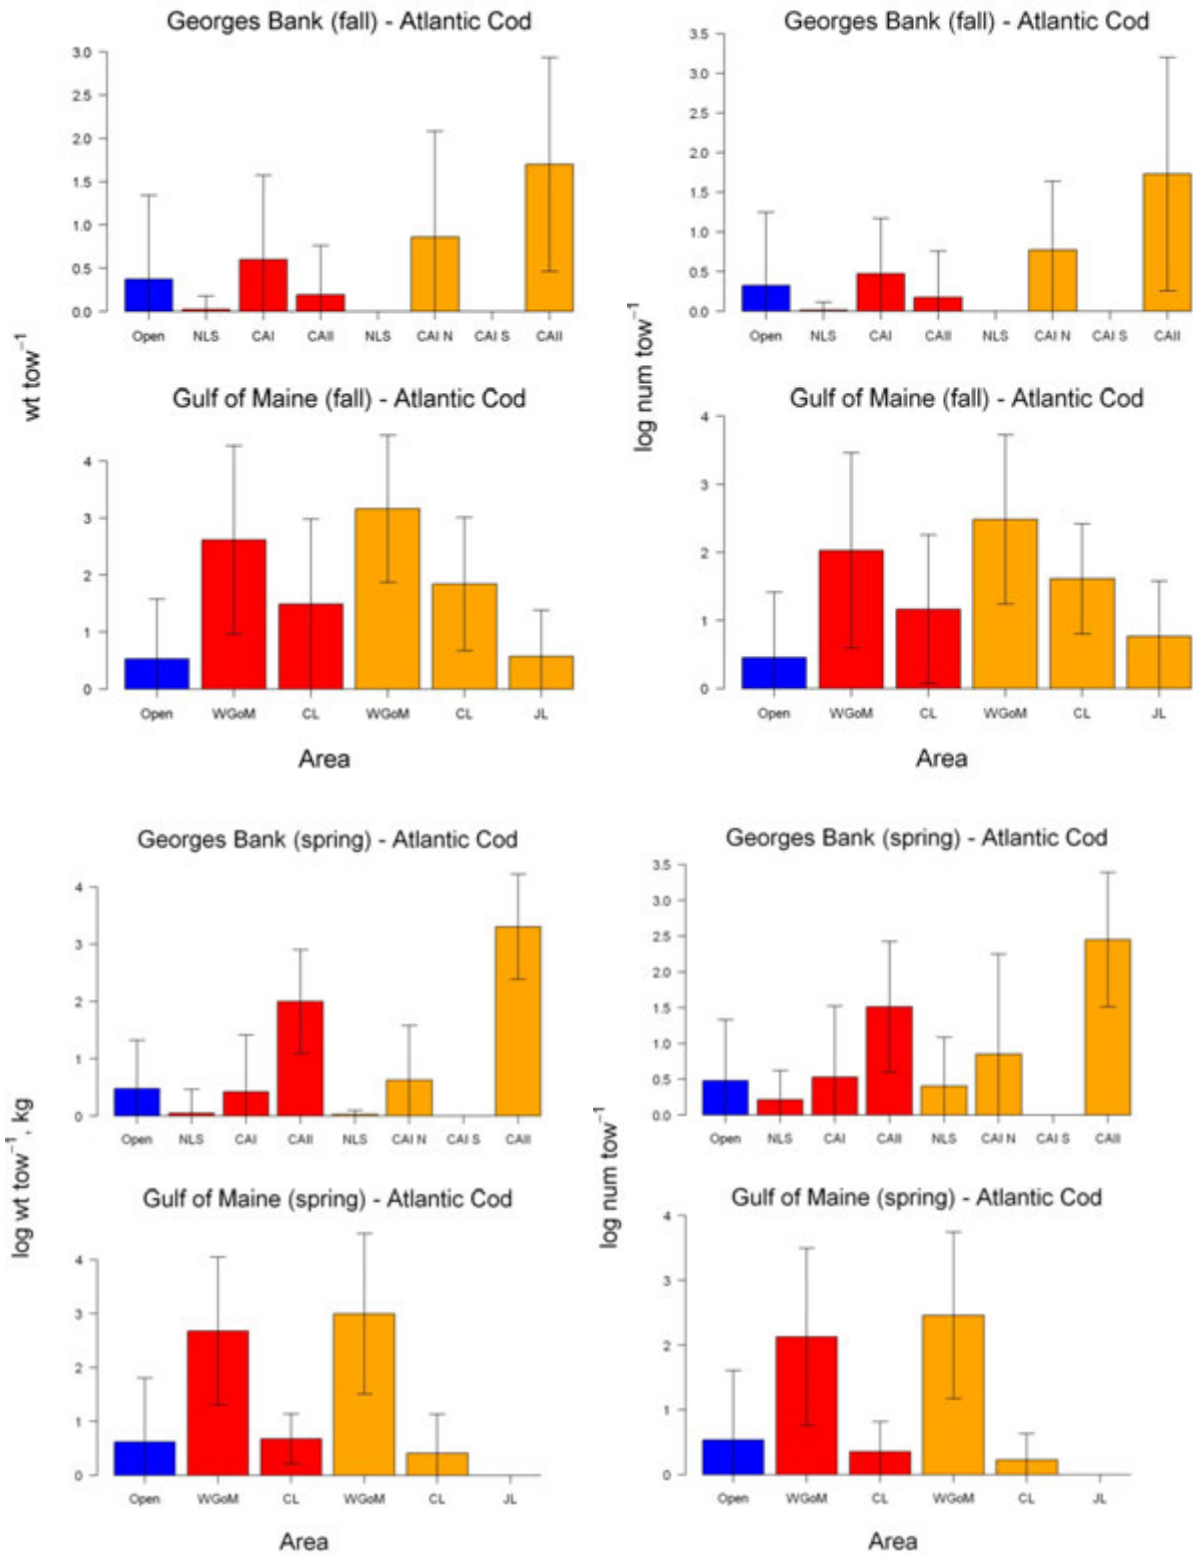 Georges Bank (fall) - Atlantic Cod
3.0
2.5
2.0
1.5
1.0
0.5
0.0
Open NLS CAI CAII NLS CAI N CAI S CAII
Georges Bank (fall) - Atlantic Cod
3.5
3.0
2.5
2.0
1.5
1.0
0.5
0.0
Open NLS CAI CAII NLS CAI N CAI S CAII
wt tow⁻¹
log num tow⁻¹
Gulf of Maine (fall) - Atlantic Cod
4
3
2
1
0
Open WGoM CL WGoM CL JL
Area
Gulf of Maine (fall) - Atlantic Cod
4
3
2
1
0
Open WGoM CL WGoM CL JL
Area
Georges Bank (spring) - Atlantic Cod
4
3
2
1
0
Open NLS CAI CAII NLS CAI N CAI S CAII
Georges Bank (spring) - Atlantic Cod
3.5
3.0
2.5
2.0
1.5
1.0
0.5
0.0
Open NLS CAI CAII NLS CAI N CAI S CAII
log wt tow⁻¹, kg
log num tow⁻¹
Gulf of Maine (spring) - Atlantic Cod
4
3
2
1
0
Open WGoM CL WGoM CL JL
Area
Gulf of Maine (spring) - Atlantic Cod
4
3
2
1
0
Open WGoM CL WGoM CL JL
Area